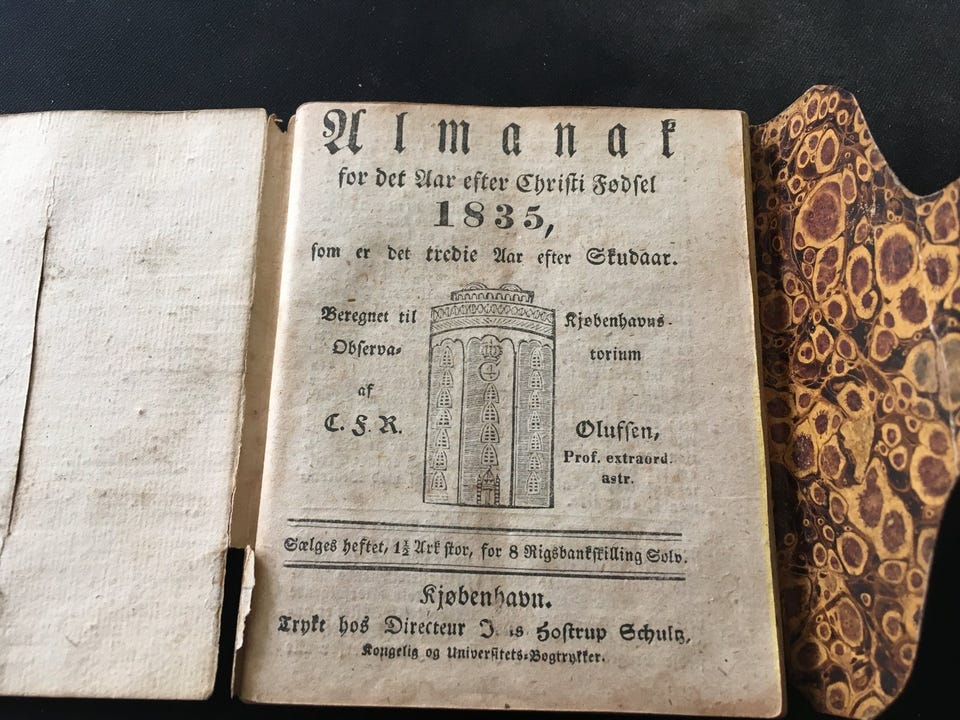 Almanak
for det Aar efter Christi Fødsel
1835,
som er det tredie Aar efter Skudaar.
Beregnet til Kjøbenhavns-
Observa- torium
af
C. F. R. Olufsen,
Prof. extraord.
astr.
Sælges heftet, 1½ Ark stor, for 8 Rigsbankskilling Sølv.
Kjøbenhavn.
Trykt hos Directeur Hostrup Schultz,
Kongelig og Universitets-Bogtrykker.